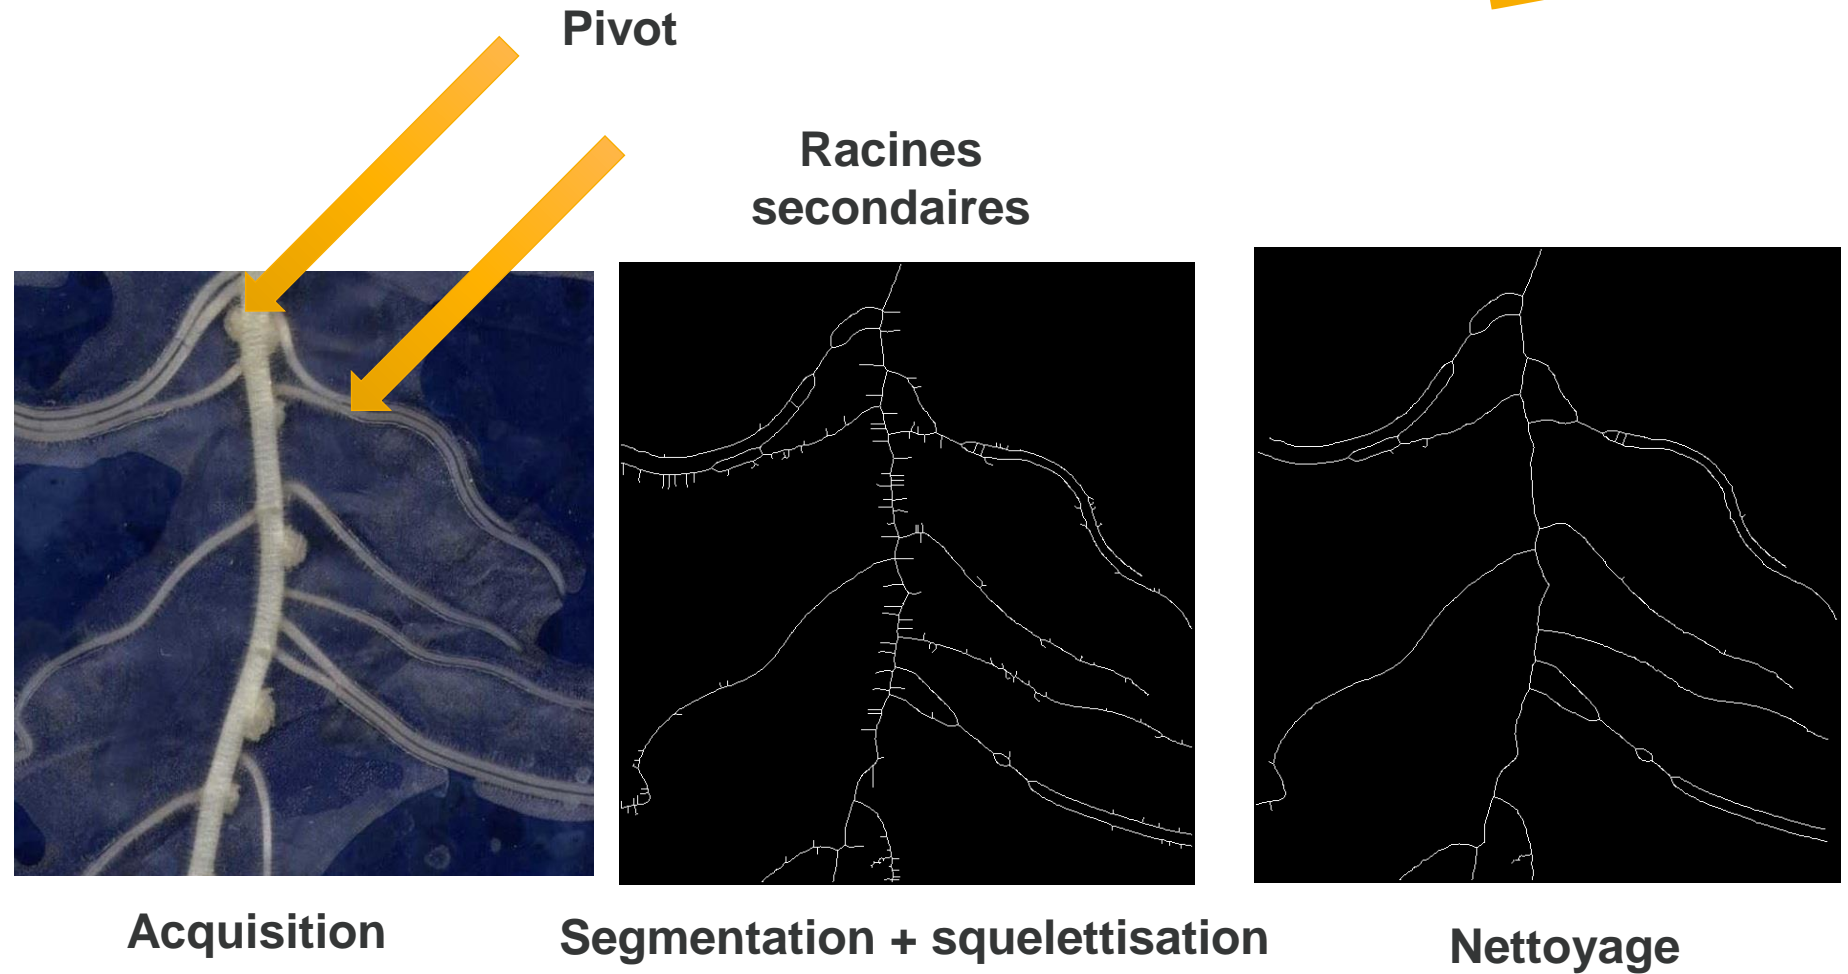 Pivot
Racines
secondaires
Acquisition
Segmentation + squelettisation
Nettoyage